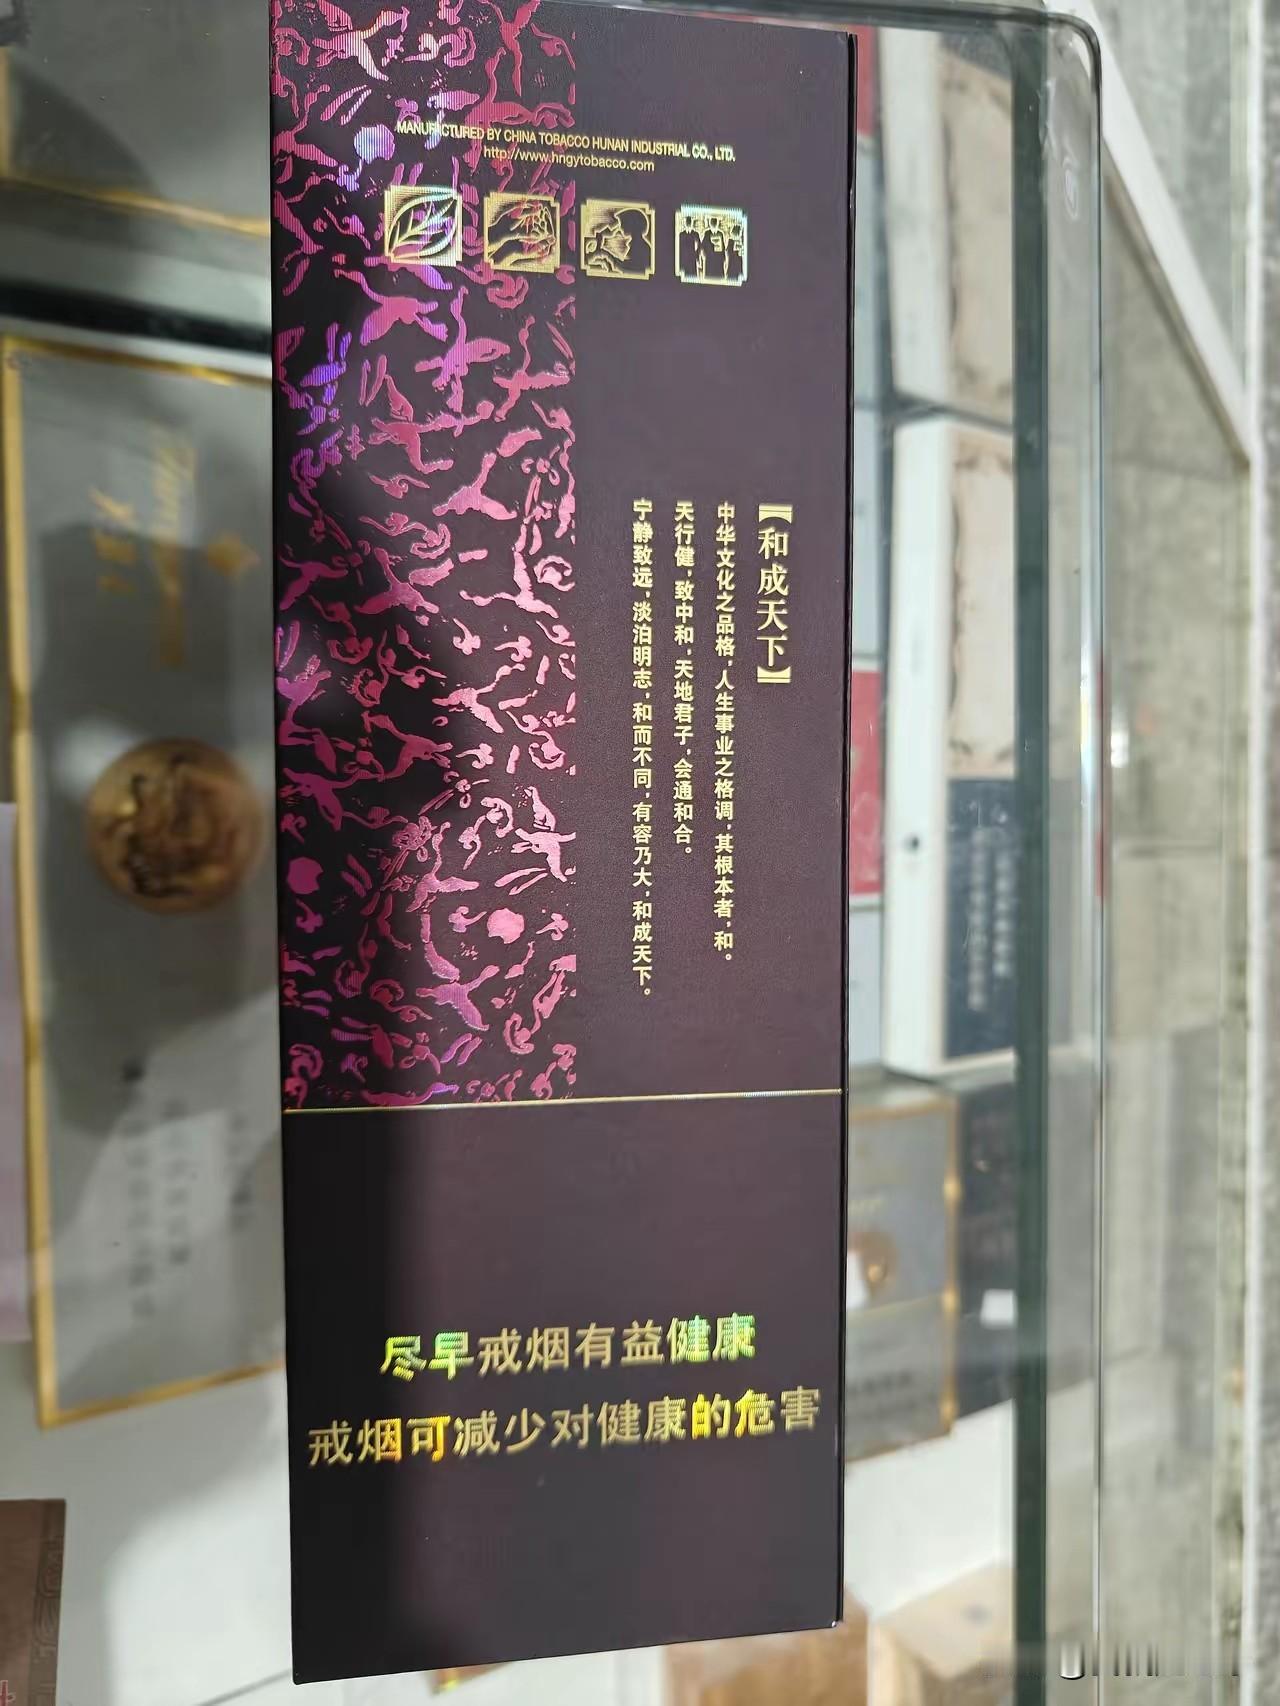 MANUFACTURED BY CHINA TOBACCO HUNAN INDUSTRIAL CO., LTD.
http://www.hngytobacco.com
【和成天下】
中华文化之品格，人生事业之格调，其根本者，和。
天行健，致中和，天地君子，会通和合。
宁静致远，淡泊明志，和而不同，有容乃大，和成天下。
尽早戒烟有益健康
戒烟可减少对健康的危害